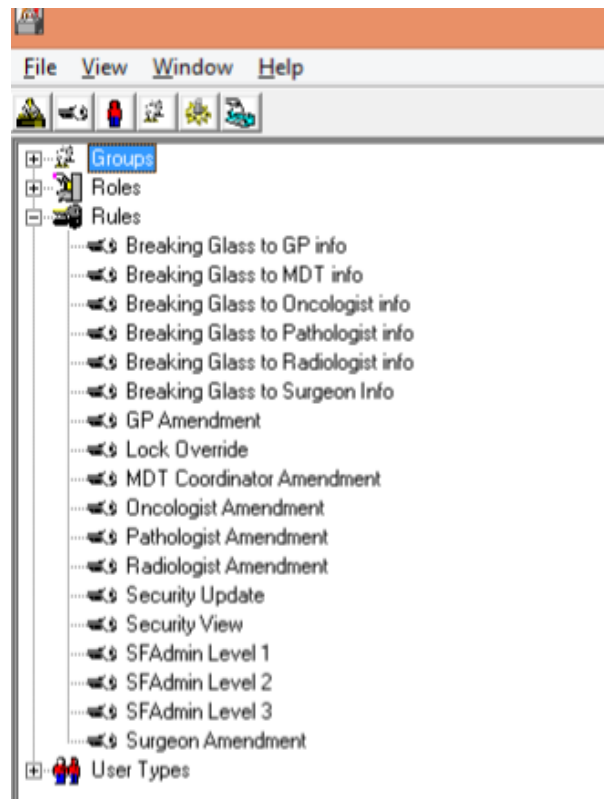 File View Window Help
Groups
Roles
Rules
Breaking Glass to GP info
Breaking Glass to MDT info
Breaking Glass to Oncologist info
Breaking Glass to Pathologist info
Breaking Glass to Radiologist info
Breaking Glass to Surgeon Info
GP Amendment
Lock Override
MDT Coordinator Amendment
Oncologist Amendment
Pathologist Amendment
Radiologist Amendment
Security Update
Security View
SFAdmin Level 1
SFAdmin Level 2
SFAdmin Level 3
Surgeon Amendment
User Types